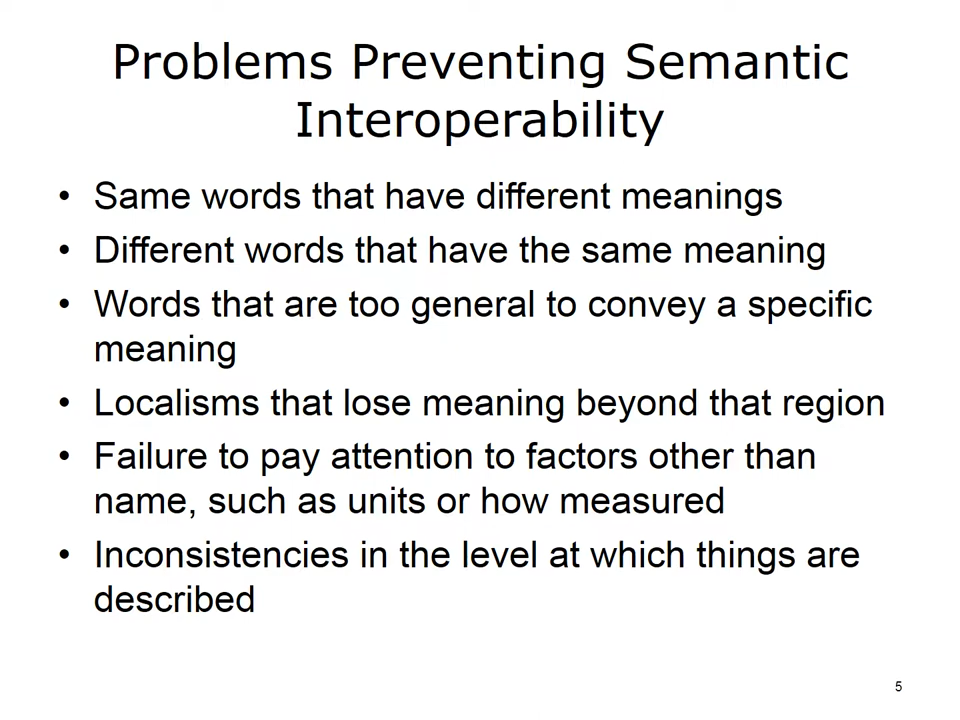 Problems Preventing Semantic
Interoperability
• Same words that have different meanings
• Different words that have the same meaning
• Words that are too general to convey a specific
meaning
• Localisms that lose meaning beyond that region
• Failure to pay attention to factors other than
name, such as units or how measured
• Inconsistencies in the level at which things are
described
5